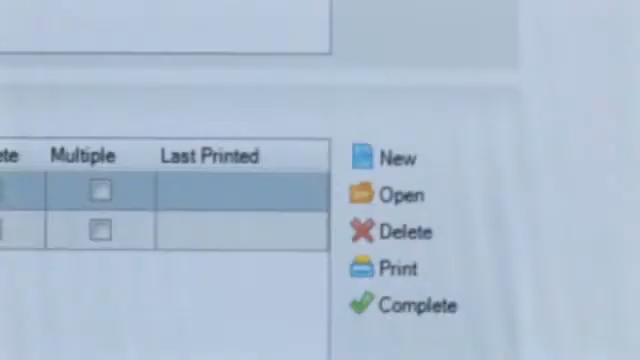 Multiple Last Printed
New
Open
Delete
Print
Complete